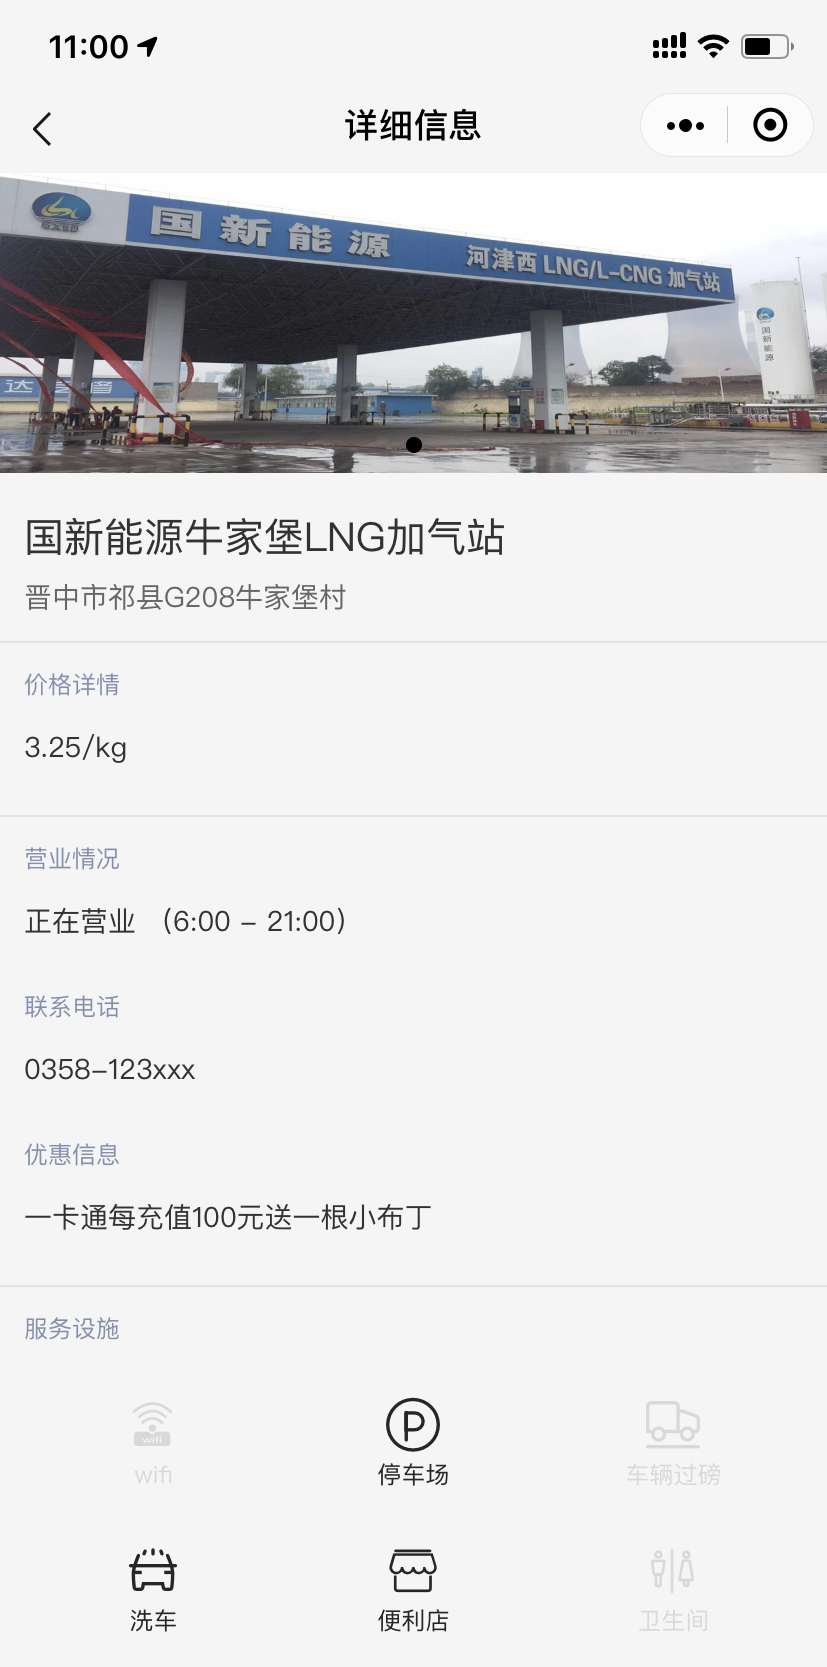 11:00
详细信息
国新能源
河津西 LNG/L-CNG 加气站
国新能源
国新能源牛家堡LNG加气站
晋中市祁县G208牛家堡村
价格详情
3.25/kg
营业情况
正在营业 （6:00 – 21:00）
联系电话
0358-123xxx
优惠信息
一卡通每充值100元送一根小布丁
服务设施
wifi
wifi 停车场 车辆过磅
洗车 便利店 卫生间